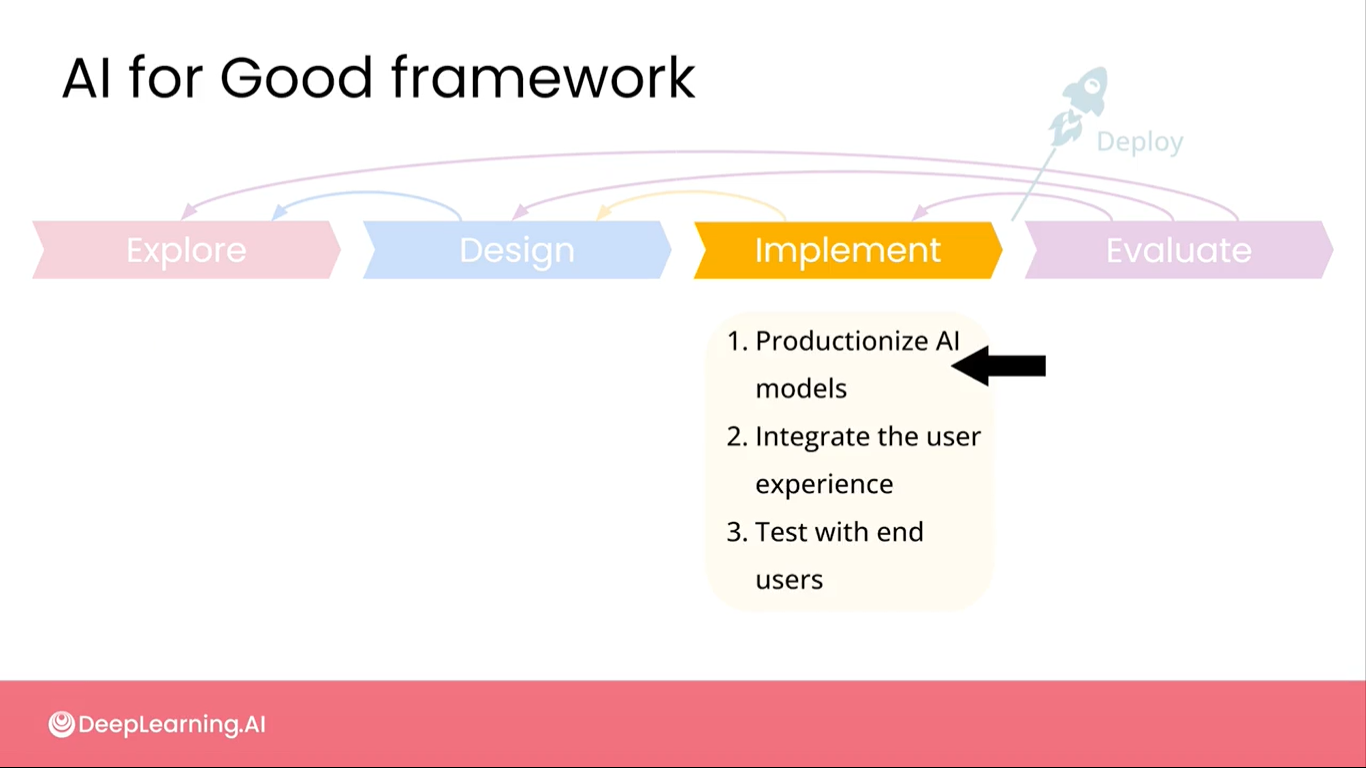 AI for Good framework
Deploy
Explore
Design
Implement
Evaluate
1. Productionize AI
models
2. Integrate the user
experience
3. Test with end
users
DeepLearning.AI